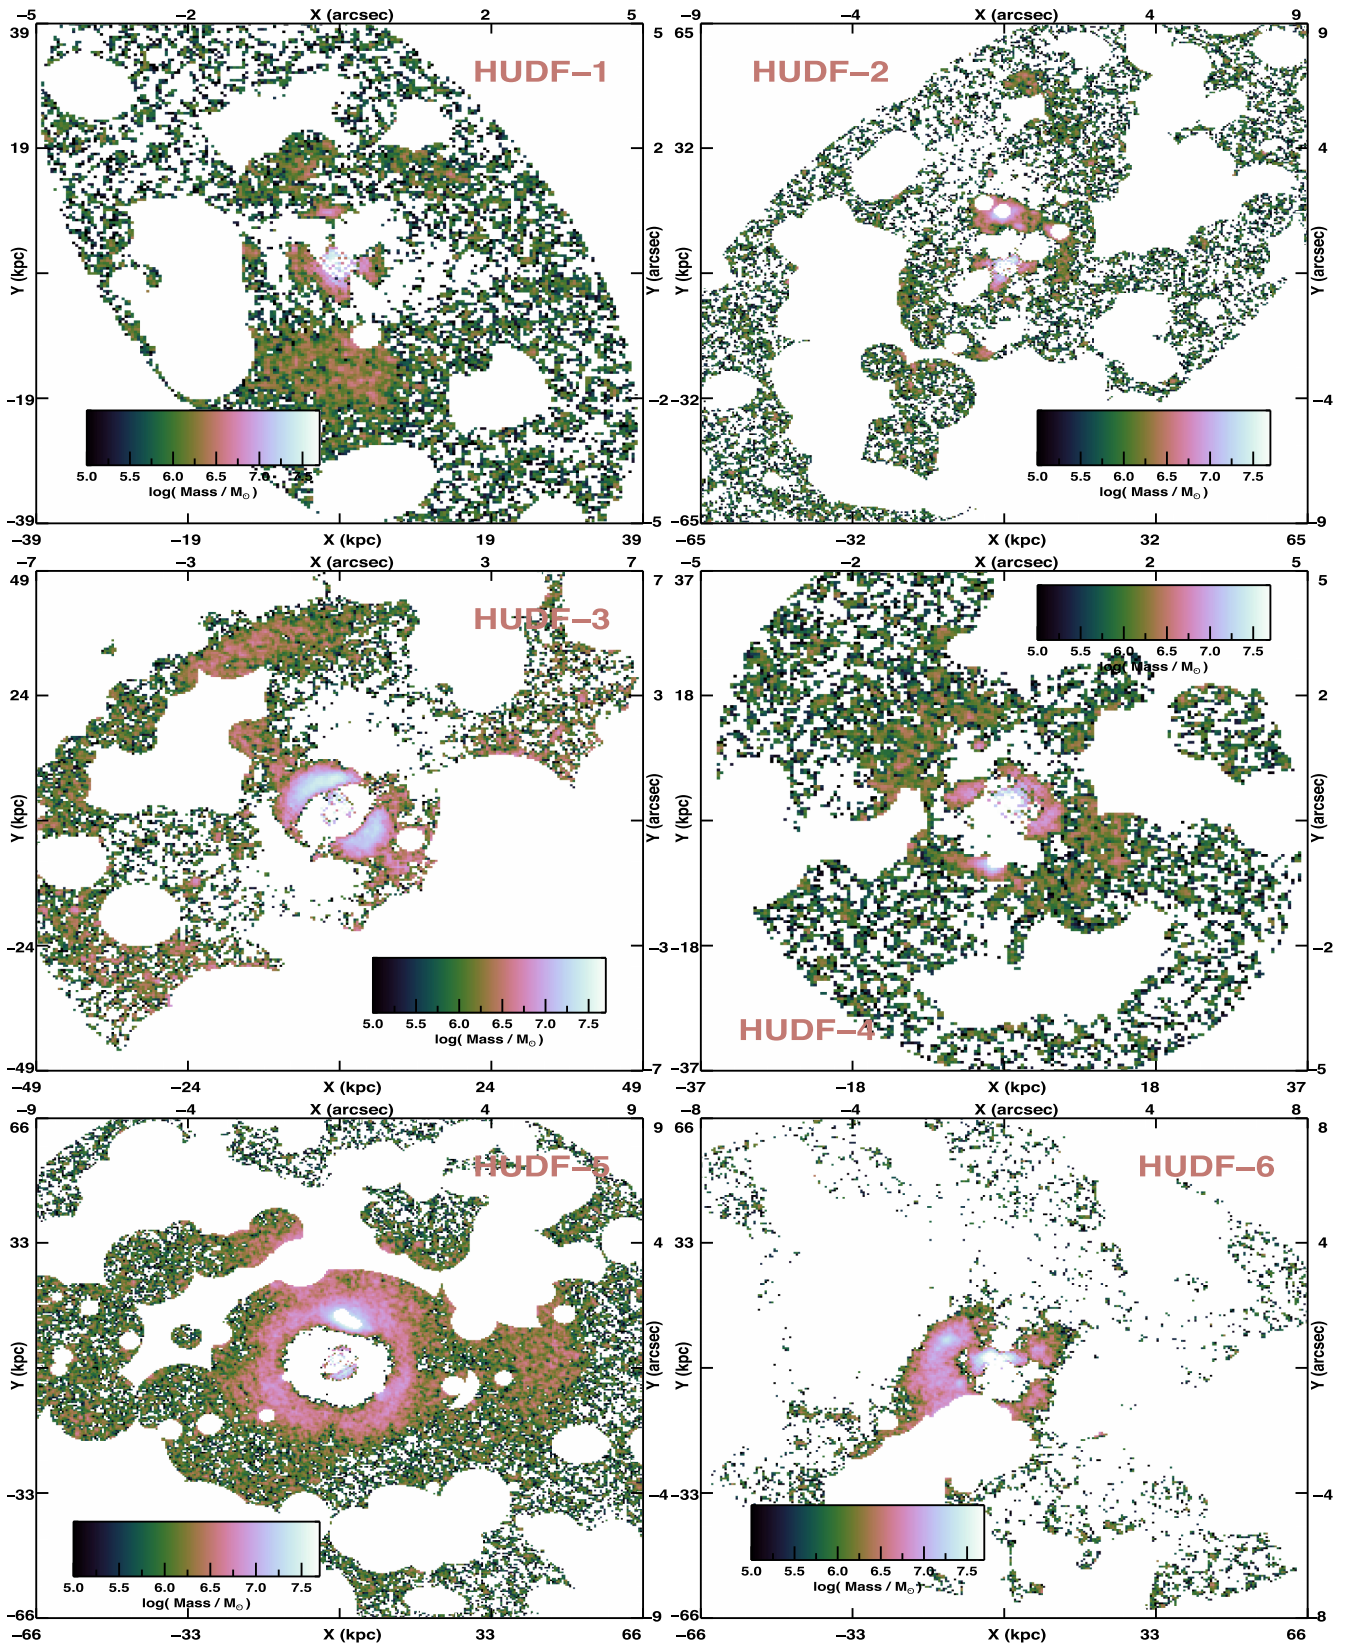 −5 −2 X (arcsec) 2 5
39 5
HUDF−1
19 2
Y (kpc) Y (arcsec)
−19 −2
5.0 5.5 6.0 6.5 7.0 7.5
log( Mass / M⊙)
−39 −5
−39 −19 X (kpc) 19 39
−9 −4 X (arcsec) 4 9
65 9
HUDF−2
32 4
Y (kpc) Y (arcsec)
−32 −4
5.0 5.5 6.0 6.5 7.0 7.5
log( Mass / M⊙)
−65 −9
−65 −32 X (kpc) 32 65
−7 −3 X (arcsec) 3 7
49 7
HUDF−3
24 3
Y (kpc) Y (arcsec)
−24 −3
5.0 5.5 6.0 6.5 7.0 7.5
log( Mass / M⊙)
−49 −7
−49 −24 X (kpc) 24 49
−5 −2 X (arcsec) 2 5
37 5
5.0 5.5 6.0 6.5 7.0 7.5
log( Mass / M⊙)
18 2
Y (kpc) Y (arcsec)
−18 −2
HUDF−4
−37 −5
−37 −18 X (kpc) 18 37
−9 −4 X (arcsec) 4 9
66 9
HUDF−5
33 4
Y (kpc) Y (arcsec)
−33 −4
5.0 5.5 6.0 6.5 7.0 7.5
log( Mass / M⊙)
−66 −9
−66 −33 X (kpc) 33 66
−8 −4 X (arcsec) 4 8
66 8
HUDF−6
33 4
Y (kpc) Y (arcsec)
−33 −4
5.0 5.5 6.0 6.5 7.0 7.5
log( Mass / M⊙)
−66 −8
−66 −33 X (kpc) 33 66